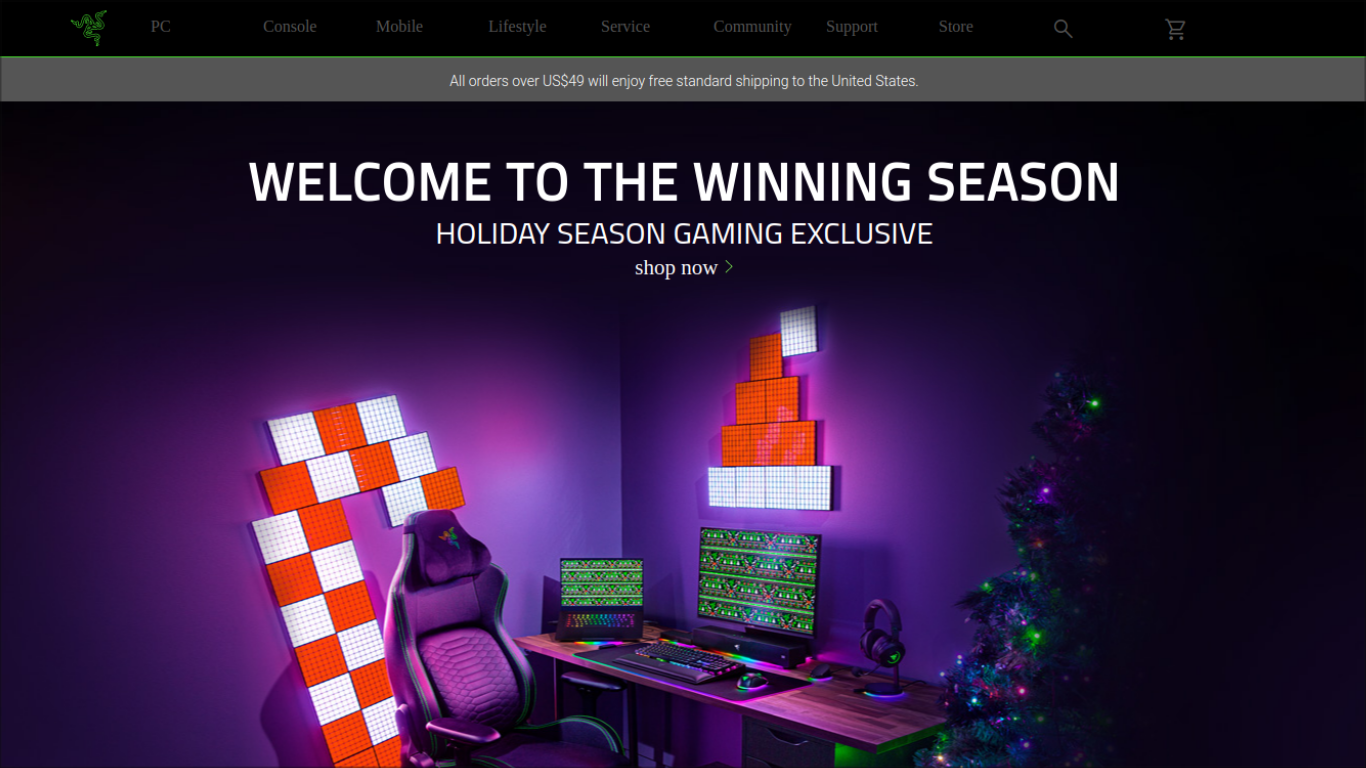 PC Console Mobile Lifestyle Service Community Support Store
All orders over US$49 will enjoy free standard shipping to the United States.
WELCOME TO THE WINNING SEASON
HOLIDAY SEASON GAMING EXCLUSIVE
shop now